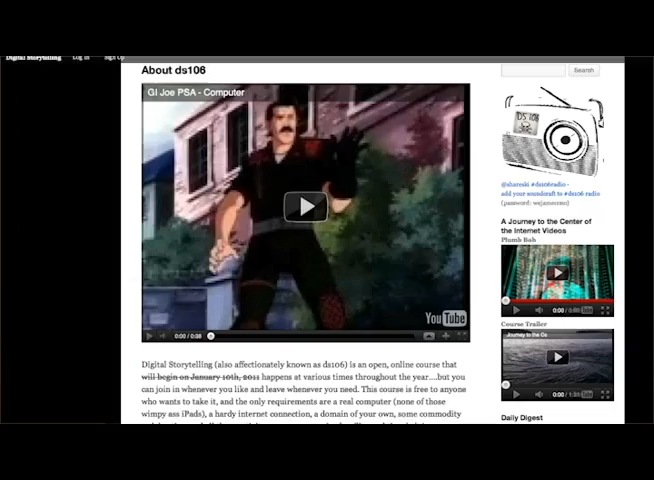 Digital Storytelling Log In Sign Up
About ds106
GI Joe PSA - Computer
YouTube
0:00 / 0:38
Digital Storytelling (also affectionately known as ds106) is an open, online course that
will begin on January 10th, 2011 happens at various times throughout the year....but you
can join in whenever you like and leave whenever you need. This course is free to anyone
who wants to take it, and the only requirements are a real computer (none of those
wimpy ass iPads), a hardy internet connection, a domain of your own, some commodity
Search
DS 106
@shareski #ds106radio -
add your soundcraft to #ds106 radio
(password:
A Journey to the Center of
the Internet Videos
Plumb Bob
0:00
YouTube
Course Trailer
Journey to the Ce
0:00
YouTube
Daily Digest